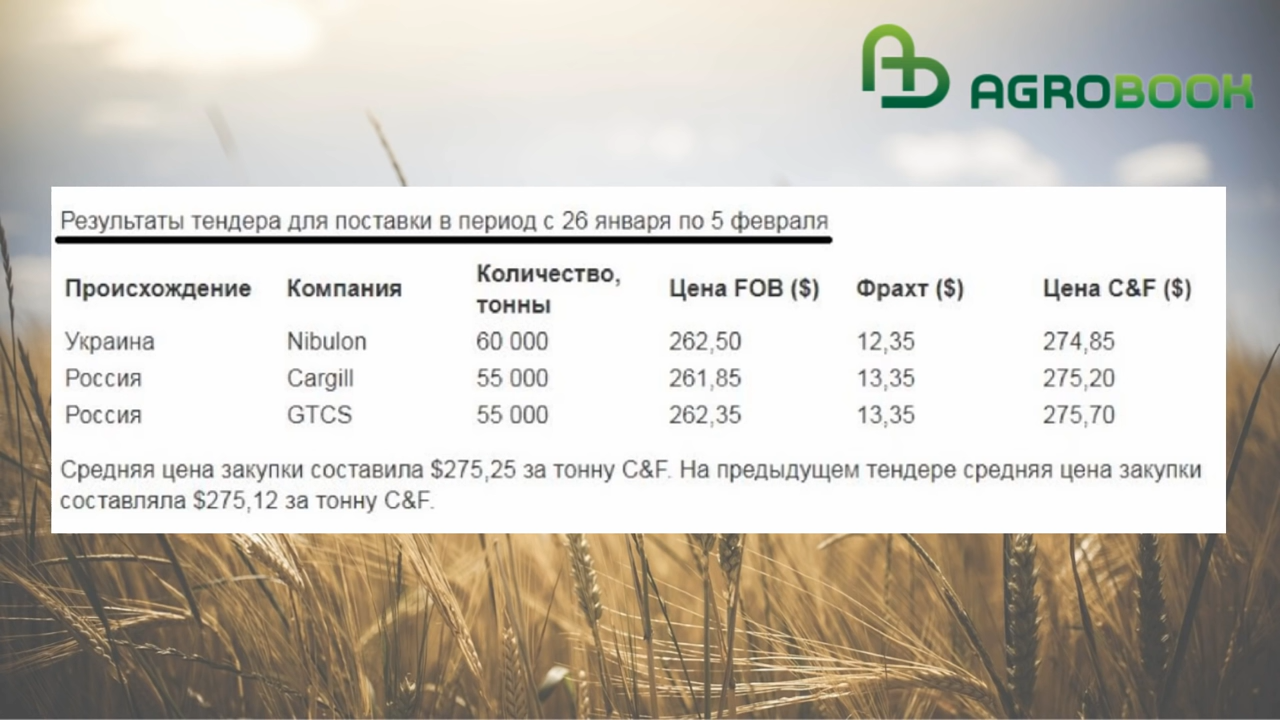 AGROBOOK
Результаты тендера для поставки в период с 26 января по 5 февраля
Происхождение Компания Количество, тонны Цена FOB ($) Фрахт ($) Цена C&F ($)
Украина Nibulon 60 000 262,50 12,35 274,85
Россия Cargill 55 000 261,85 13,35 275,20
Россия GTCS 55 000 262,35 13,35 275,70
Средняя цена закупки составила $275,25 за тонну C&F. На предыдущем тендере средняя цена закупки
составляла $275,12 за тонну C&F.